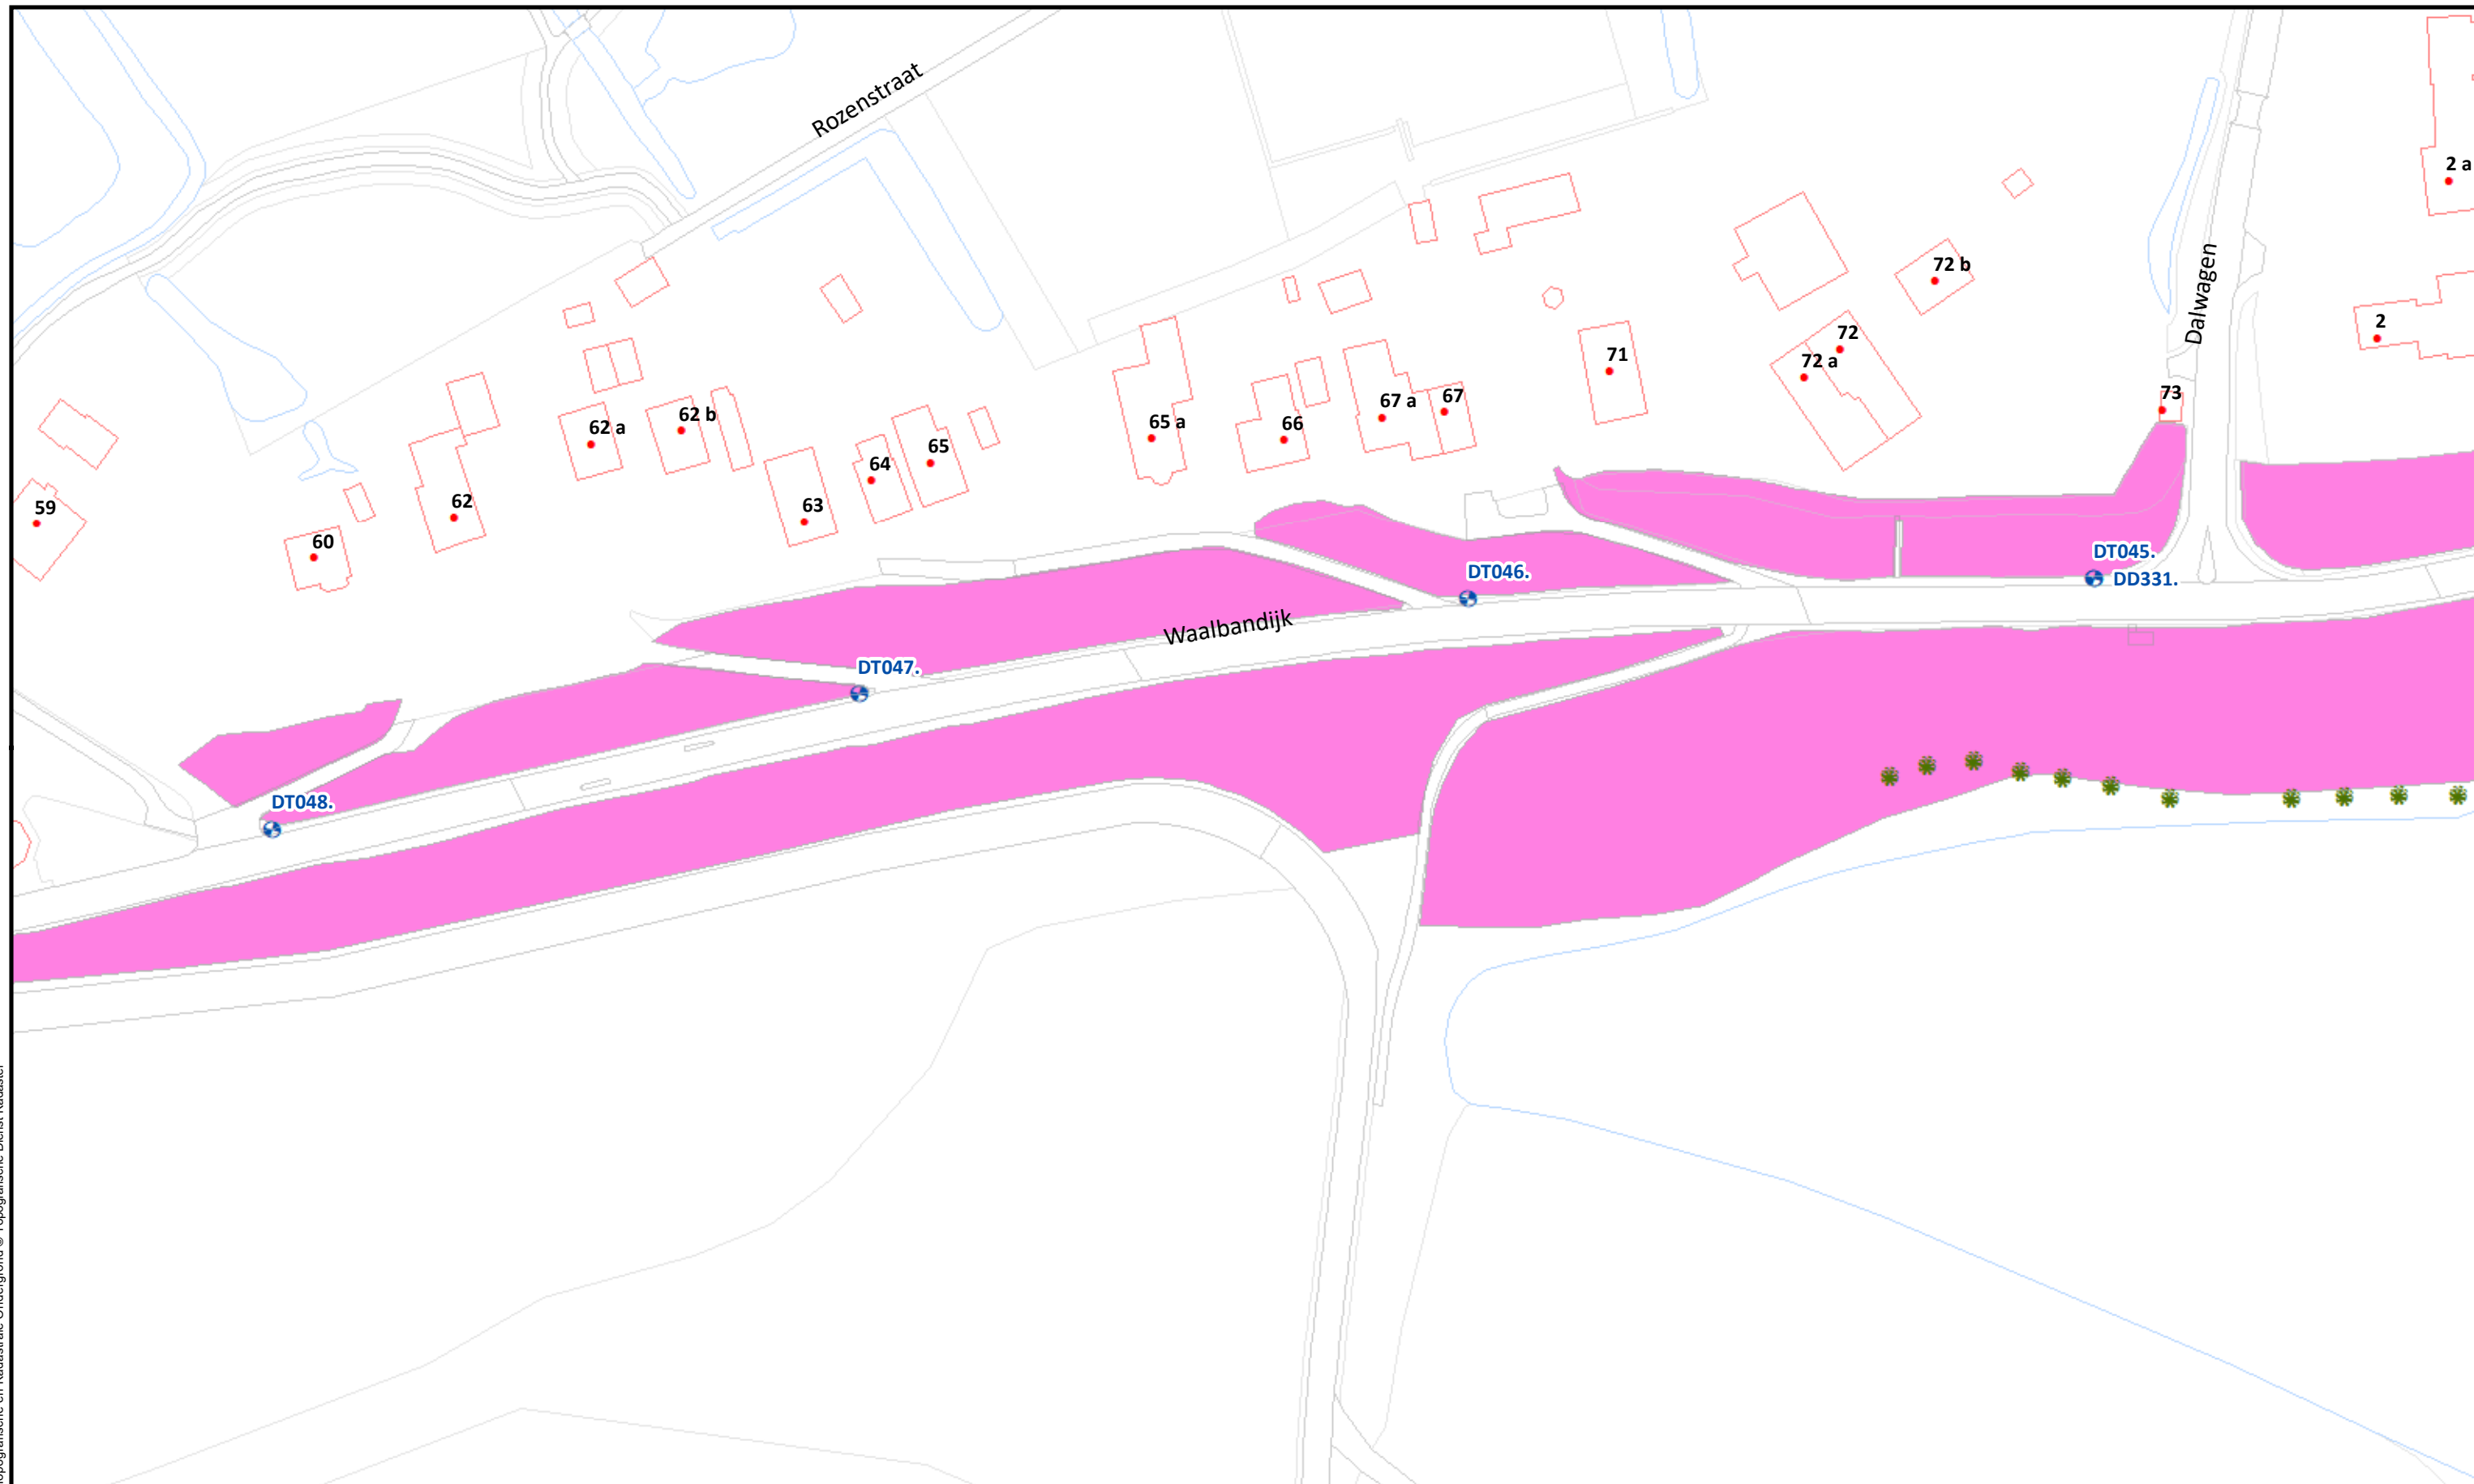 Rozenstraat
2 a
Dalwagen
72 b
2
72
72 a
71
73
67
67 a
66
65 a
65
64
63
62 b
62 a
62
60
59
DT045.
DD331.
DT046.
Waalbandijk
DT047.
DT048.